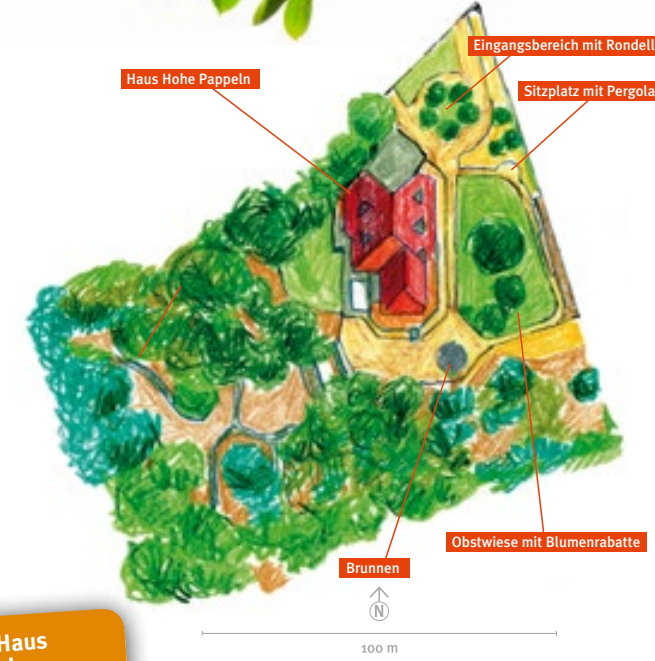 Eingangsbereich mit Rondell
Haus Hohe Pappeln
Sitzplatz mit Pergola
Obstwiese mit Blumenrabatte
Brunnen
N
100 m
Haus